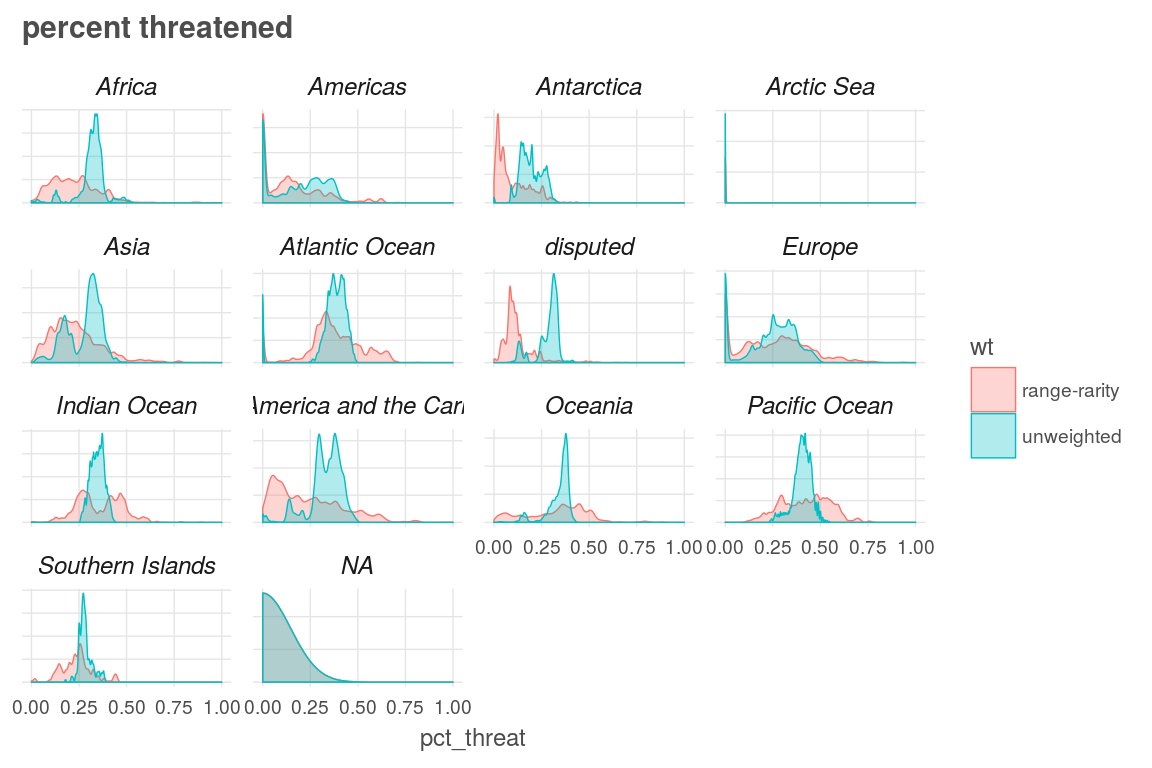 percent threatened
Africa
Americas
Antarctica
Arctic Sea
Asia
Atlantic Ocean
disputed
Europe
Indian Ocean
America and the
Oceania
Pacific Ocean
0.00 0.25 0.50 0.75 1.00 0.00 0.25 0.50 0.75 1.00
Southern Islands
NA
0.00 0.25 0.50 0.75 1.00 0.00 0.25 0.50 0.75 1.00
pct_threat
wt
range-rarity
unweighted